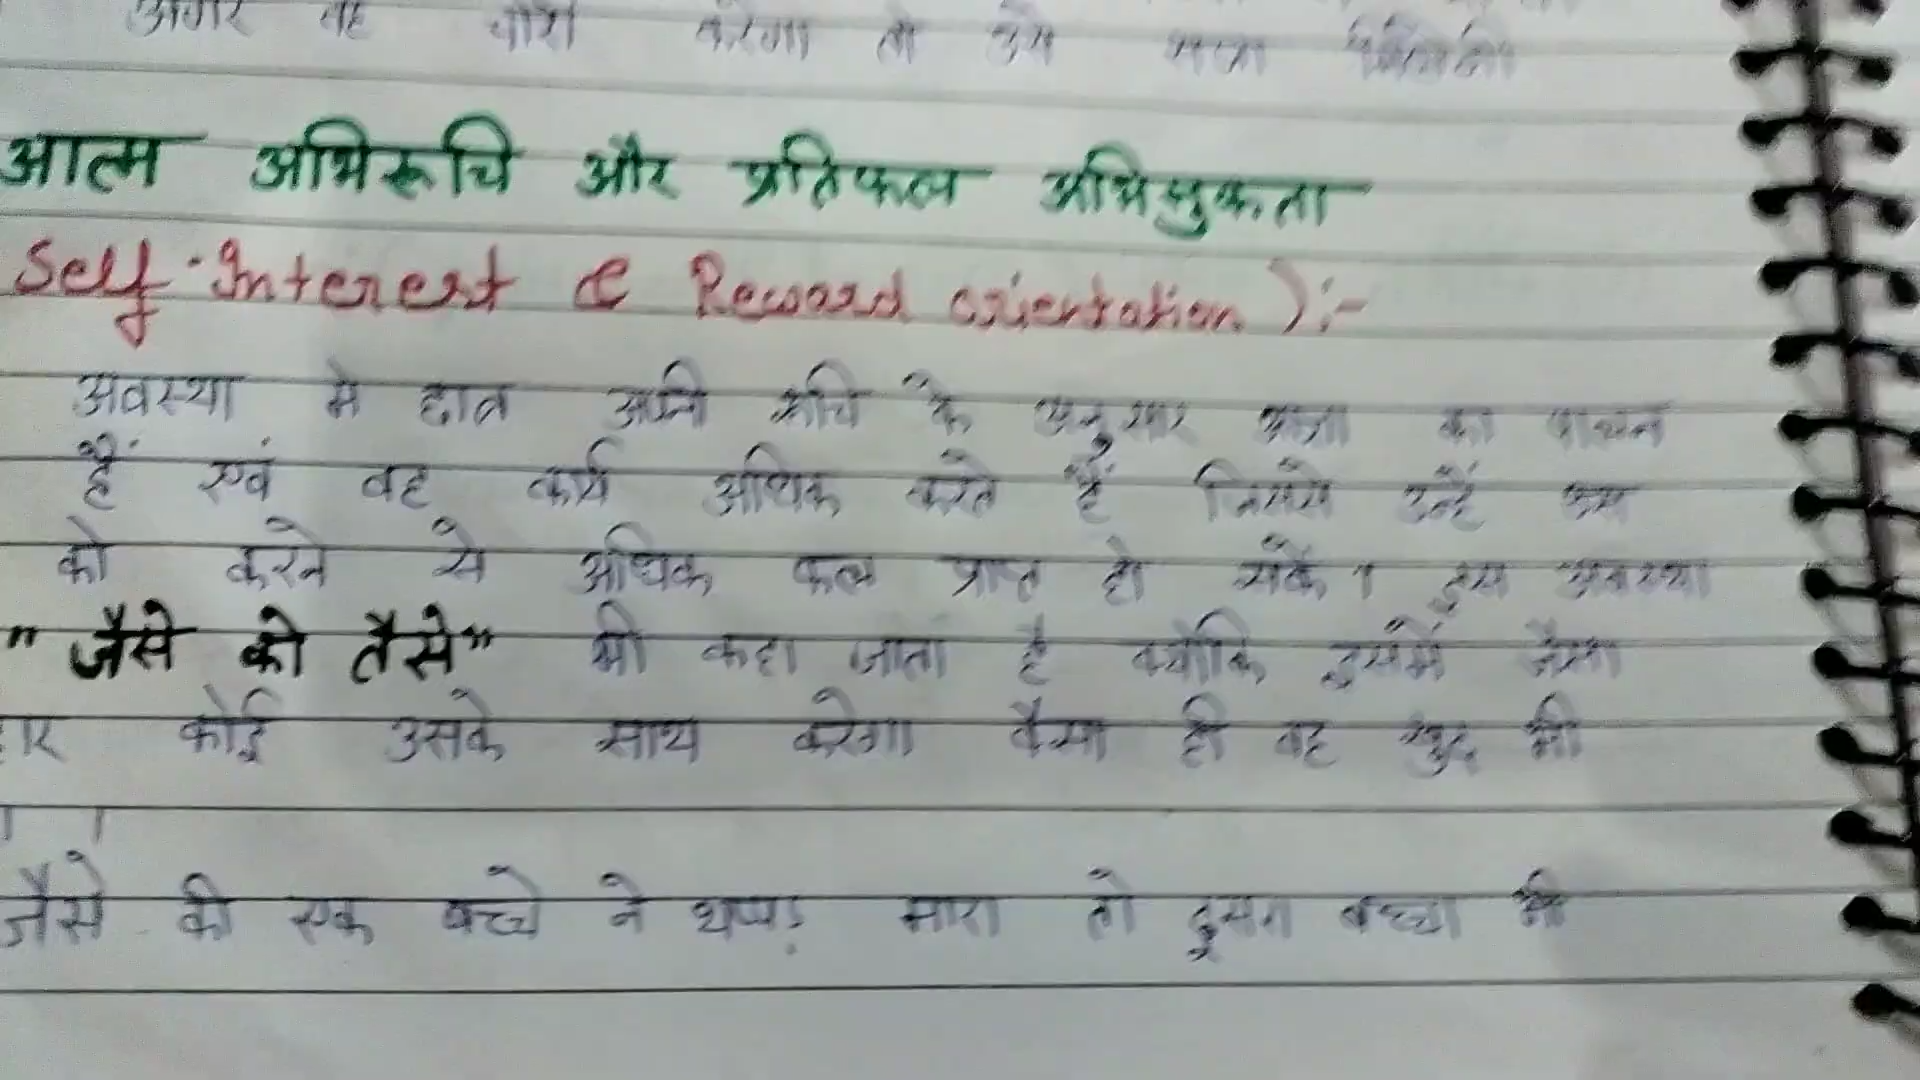 अगर वह चोरी करेगा तो उसे सजा मिलेगी
आत्म अभिरूचि और प्रतिफल अभिमुकता
Self-Interest & Reward orientation ):-
अवस्था मे छात्र अपनी रूचि के अनुसार आज्ञा का पालन
हैं एवं वह कार्य अधिक करते हैं जिससे उन्हें कम
को करने से अधिक फल प्राप्त हो सकें। इस अवस्था
"जैसे को तैसे" भी कहा जाता है क्योकि इसमें जैसा
कोई उसके साथ करेगा वैसा ही वह खुद भी
जैसे की एक बच्चे ने थप्पड़ मारा तो दूसरा बच्चा भी